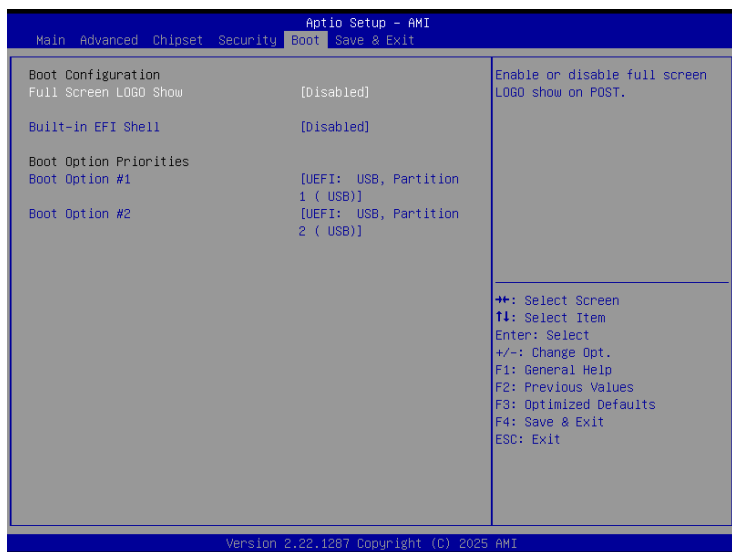 Aptio Setup – AMI
Main Advanced Chipset Security Boot Save & Exit
Boot Configuration
Full Screen LOGO Show [Disabled]
Built-in EFI Shell [Disabled]
Boot Option Priorities
Boot Option #1 [UEFI: USB, Partition
1 ( USB)]
Boot Option #2 [UEFI: USB, Partition
2 ( USB)]
Enable or disable full screen
LOGO show on POST.
→←: Select Screen
↑↓: Select Item
Enter: Select
+/-: Change Opt.
F1: General Help
F2: Previous Values
F3: Optimized Defaults
F4: Save & Exit
ESC: Exit
Version 2.22.1287 Copyright (C) 2025 AMI